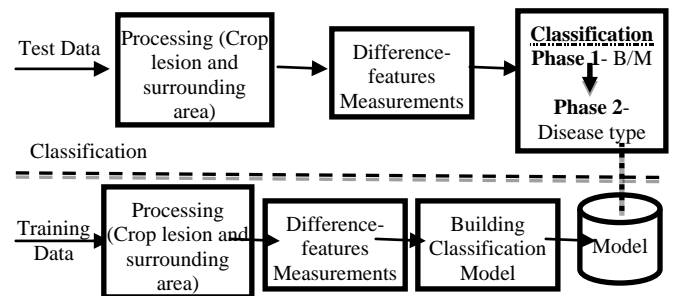 Test Data
Processing (Crop
lesion and
surrounding
area)
Difference-
features
Measurements
Classification
Phase 1- B/M
Phase 2-
Disease type
Classification
Training
Data
Processing
(Crop lesion and
surrounding
area)
Difference-
features
Measurements
Building
Classification
Model
Model